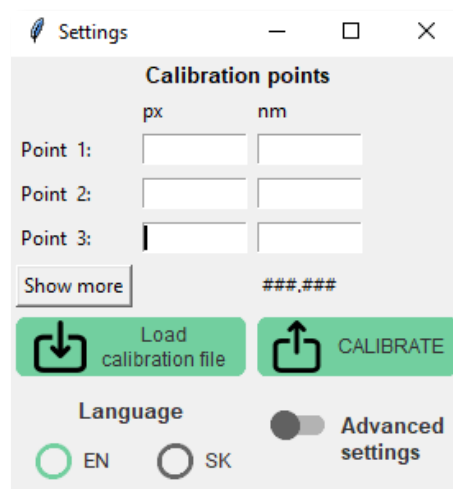 Settings
Calibration points
px nm
Point 1:
Point 2:
Point 3:
Show more ###,###
Load
calibration file
CALIBRATE
Language
EN SK
Advanced
settings